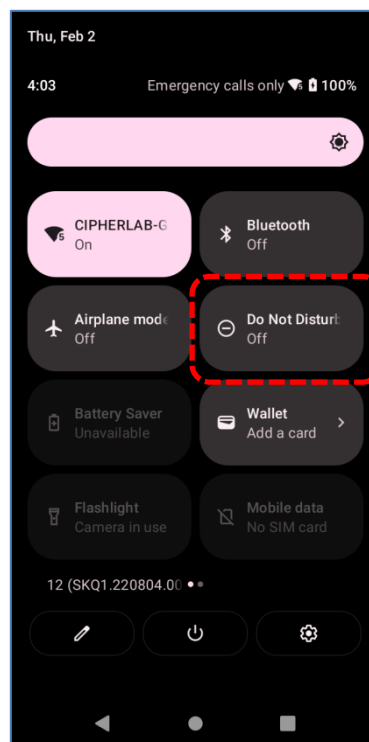 Thu, Feb 2
4:03 Emergency calls only 5 100%
CIPHERLAB-G
On
Bluetooth
Off
Airplane mode
Off
Do Not Disturb
Off
Battery Saver
Unavailable
Wallet
Add a card
Flashlight
Camera in use
Mobile data
No SIM card
12 (SKQ1.220804.00